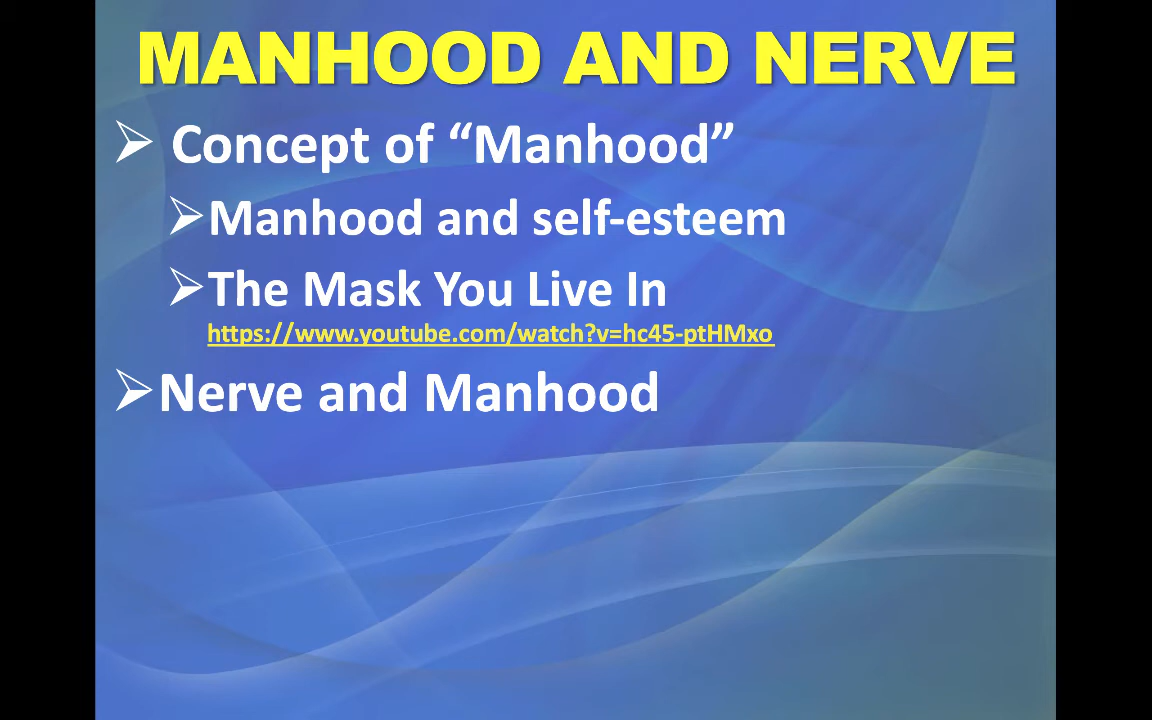 MANHOOD AND NERVE
➢ Concept of “Manhood”
➢Manhood and self-esteem
➢The Mask You Live In
https://www.youtube.com/watch?v=hc45-ptHMxo
➢Nerve and Manhood